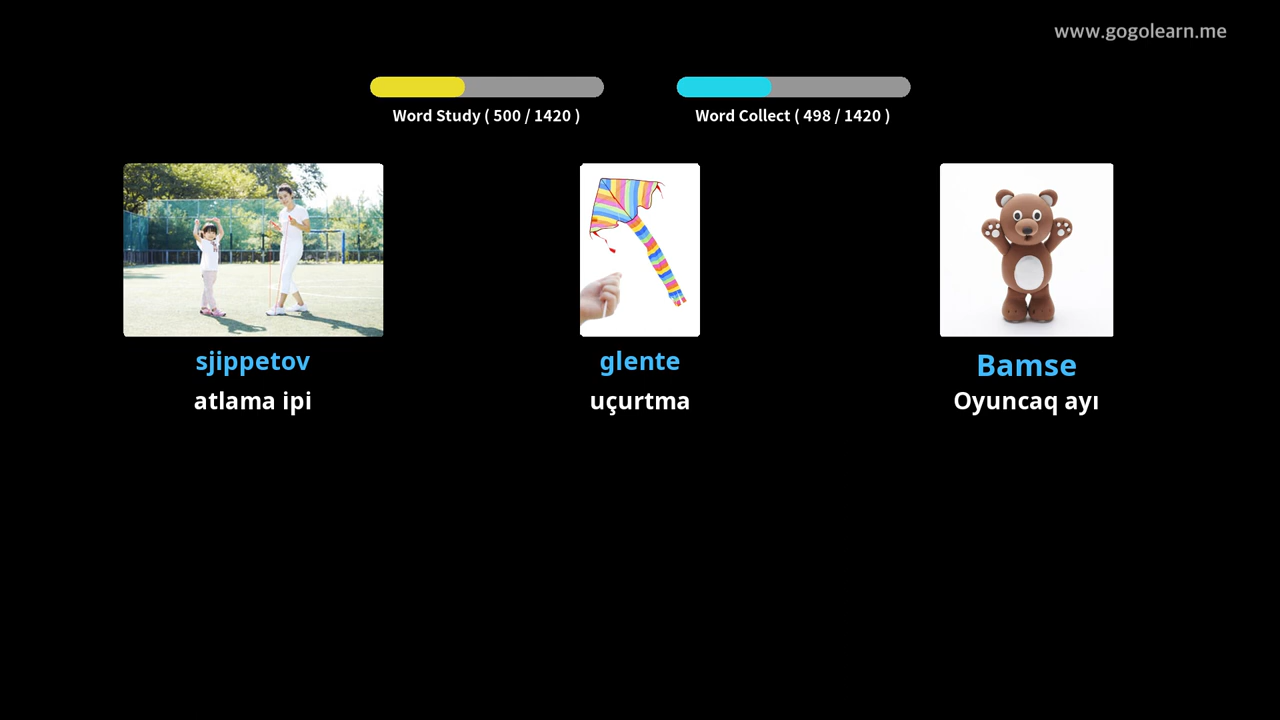 www.gogolearn.me
Word Study ( 500 / 1420 )
Word Collect ( 498 / 1420 )
sjippetov
glente
Bamse
atlama ipi
uçurtma
Oyuncaq ayı